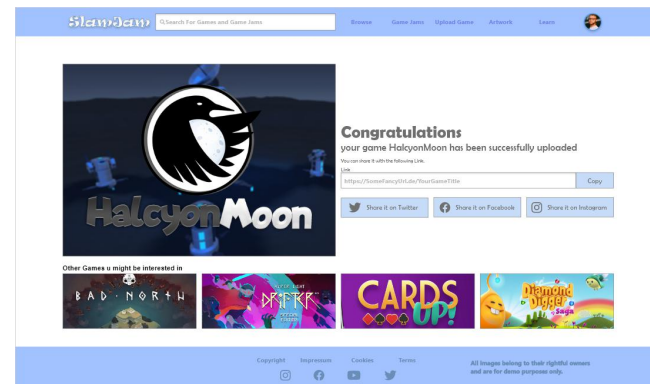 SlamJam
Search For Games and Game Jams
Browse
Game Jams
Upload Game
Artwork
Learn
HalcyonMoon
Congratulations
your game HalcyonMoon has been successfully uploaded
You can share it with the following Link.
Link
https://SomeFancyUrl.de/YourGameTitle
Copy
Share it on Twitter
Share it on Facebook
Share it on Instagram
Other Games u might be interested in
BAD NORTH
DRIFTER
CARDS
UP!
Diamond
Digger
Saga
Copyright
Impressum
Cookies
Terms
All Images belong to their rightful owners
and are for demo purposes only.